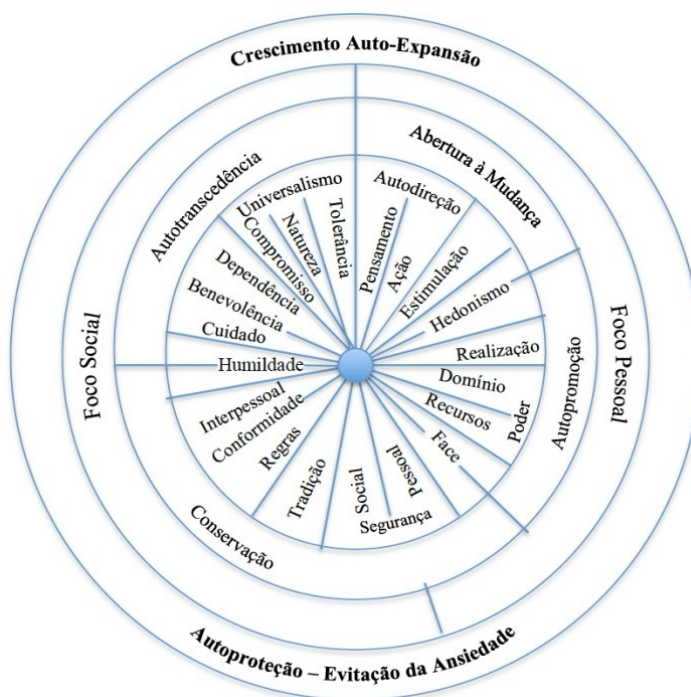 Crescimento Auto-Expansão
Autotranscedência
Abertura à Mudança
Foco Social
Foco Pessoal
Autopromoção
Conservação
Universalismo
Natureza
Tolerância
Compromisso
Dependência
Benevolência
Cuidado
Humildade
Interpessoal
Conformidade
Regras
Tradição
Social
Pessoal
Segurança
Face
Recursos
Domínio
Poder
Realização
Hedonismo
Estimulação
Ação
Pensamento
Autodireção
Autoproteção – Evitação da Ansiedade